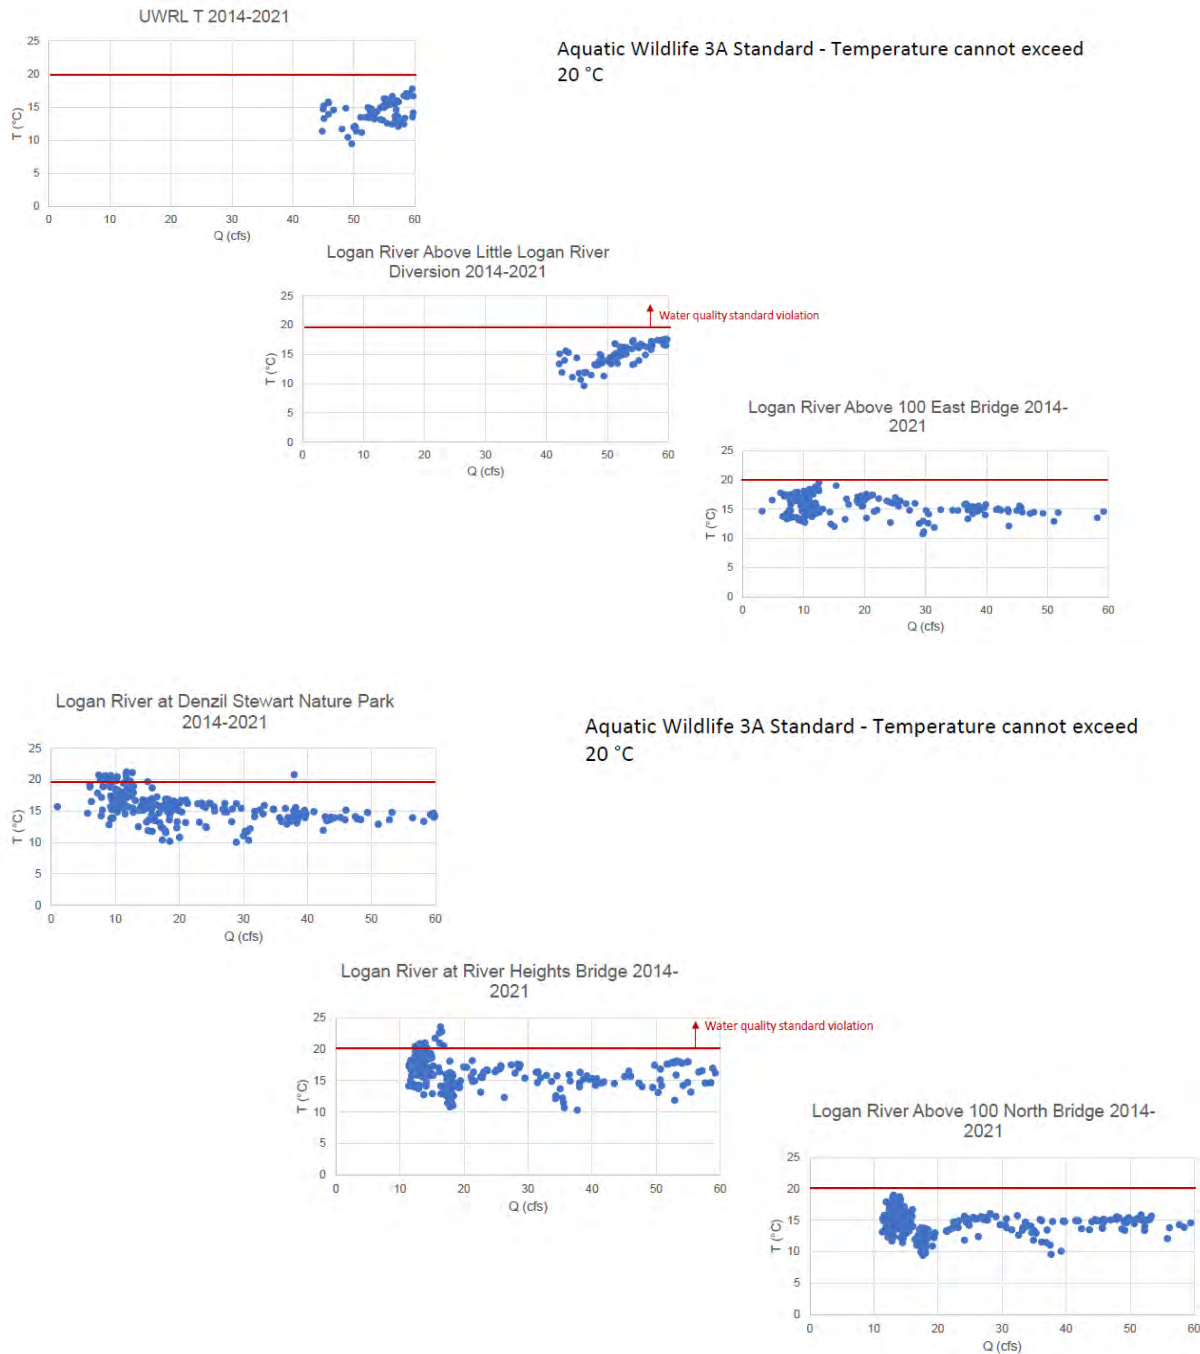 UWRL T 2014-2021
Aquatic Wildlife 3A Standard - Temperature cannot exceed
20 °C
25
20
15
10
5
0
T (°C)
0 10 20 30 40 50 60
Q (cfs)
Logan River Above Little Logan River
Diversion 2014-2021
25
20
15
10
5
0
T (°C)
Water quality standard violation
0 10 20 30 40 50 60
Q (cfs)
Logan River Above 100 East Bridge 2014-
2021
25
20
15
10
5
0
T (°C)
0 10 20 30 40 50 60
Q (cfs)
Logan River at Denzil Stewart Nature Park
2014-2021
Aquatic Wildlife 3A Standard - Temperature cannot exceed
20 °C
25
20
15
10
5
0
T (°C)
0 10 20 30 40 50 60
Q (cfs)
Logan River at River Heights Bridge 2014-
2021
25
20
15
10
5
0
T (°C)
Water quality standard violation
0 10 20 30 40 50 60
Q (cfs)
Logan River Above 100 North Bridge 2014-
2021
25
20
15
10
5
0
T (°C)
0 10 20 30 40 50 60
Q (cfs)